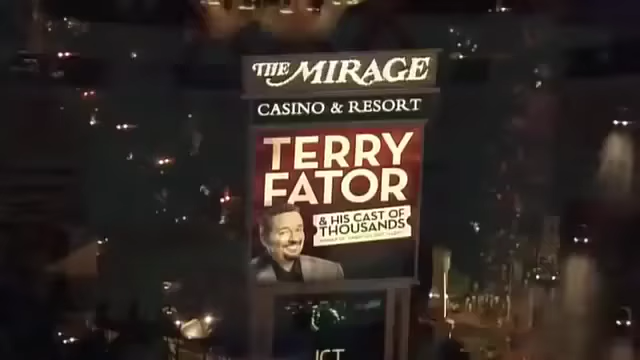 THE MIRAGE
CASINO & RESORT
TERRY
FATOR
& HIS CAST OF
THOUSANDS